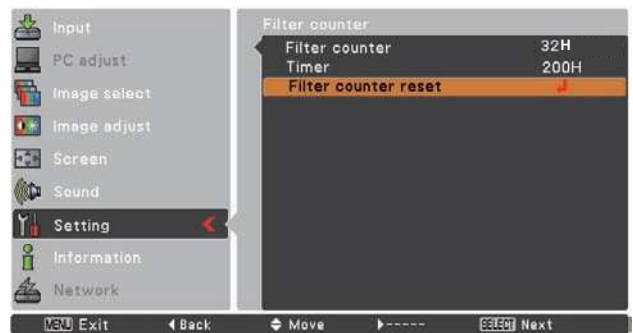 Input
PC adjust
Image select
Image adjust
Screen
Sound
Setting
Information
Network
Filter counter
Filter counter 32H
Timer 200H
Filter counter reset
MENU Exit Back Move ----- SELECT Next